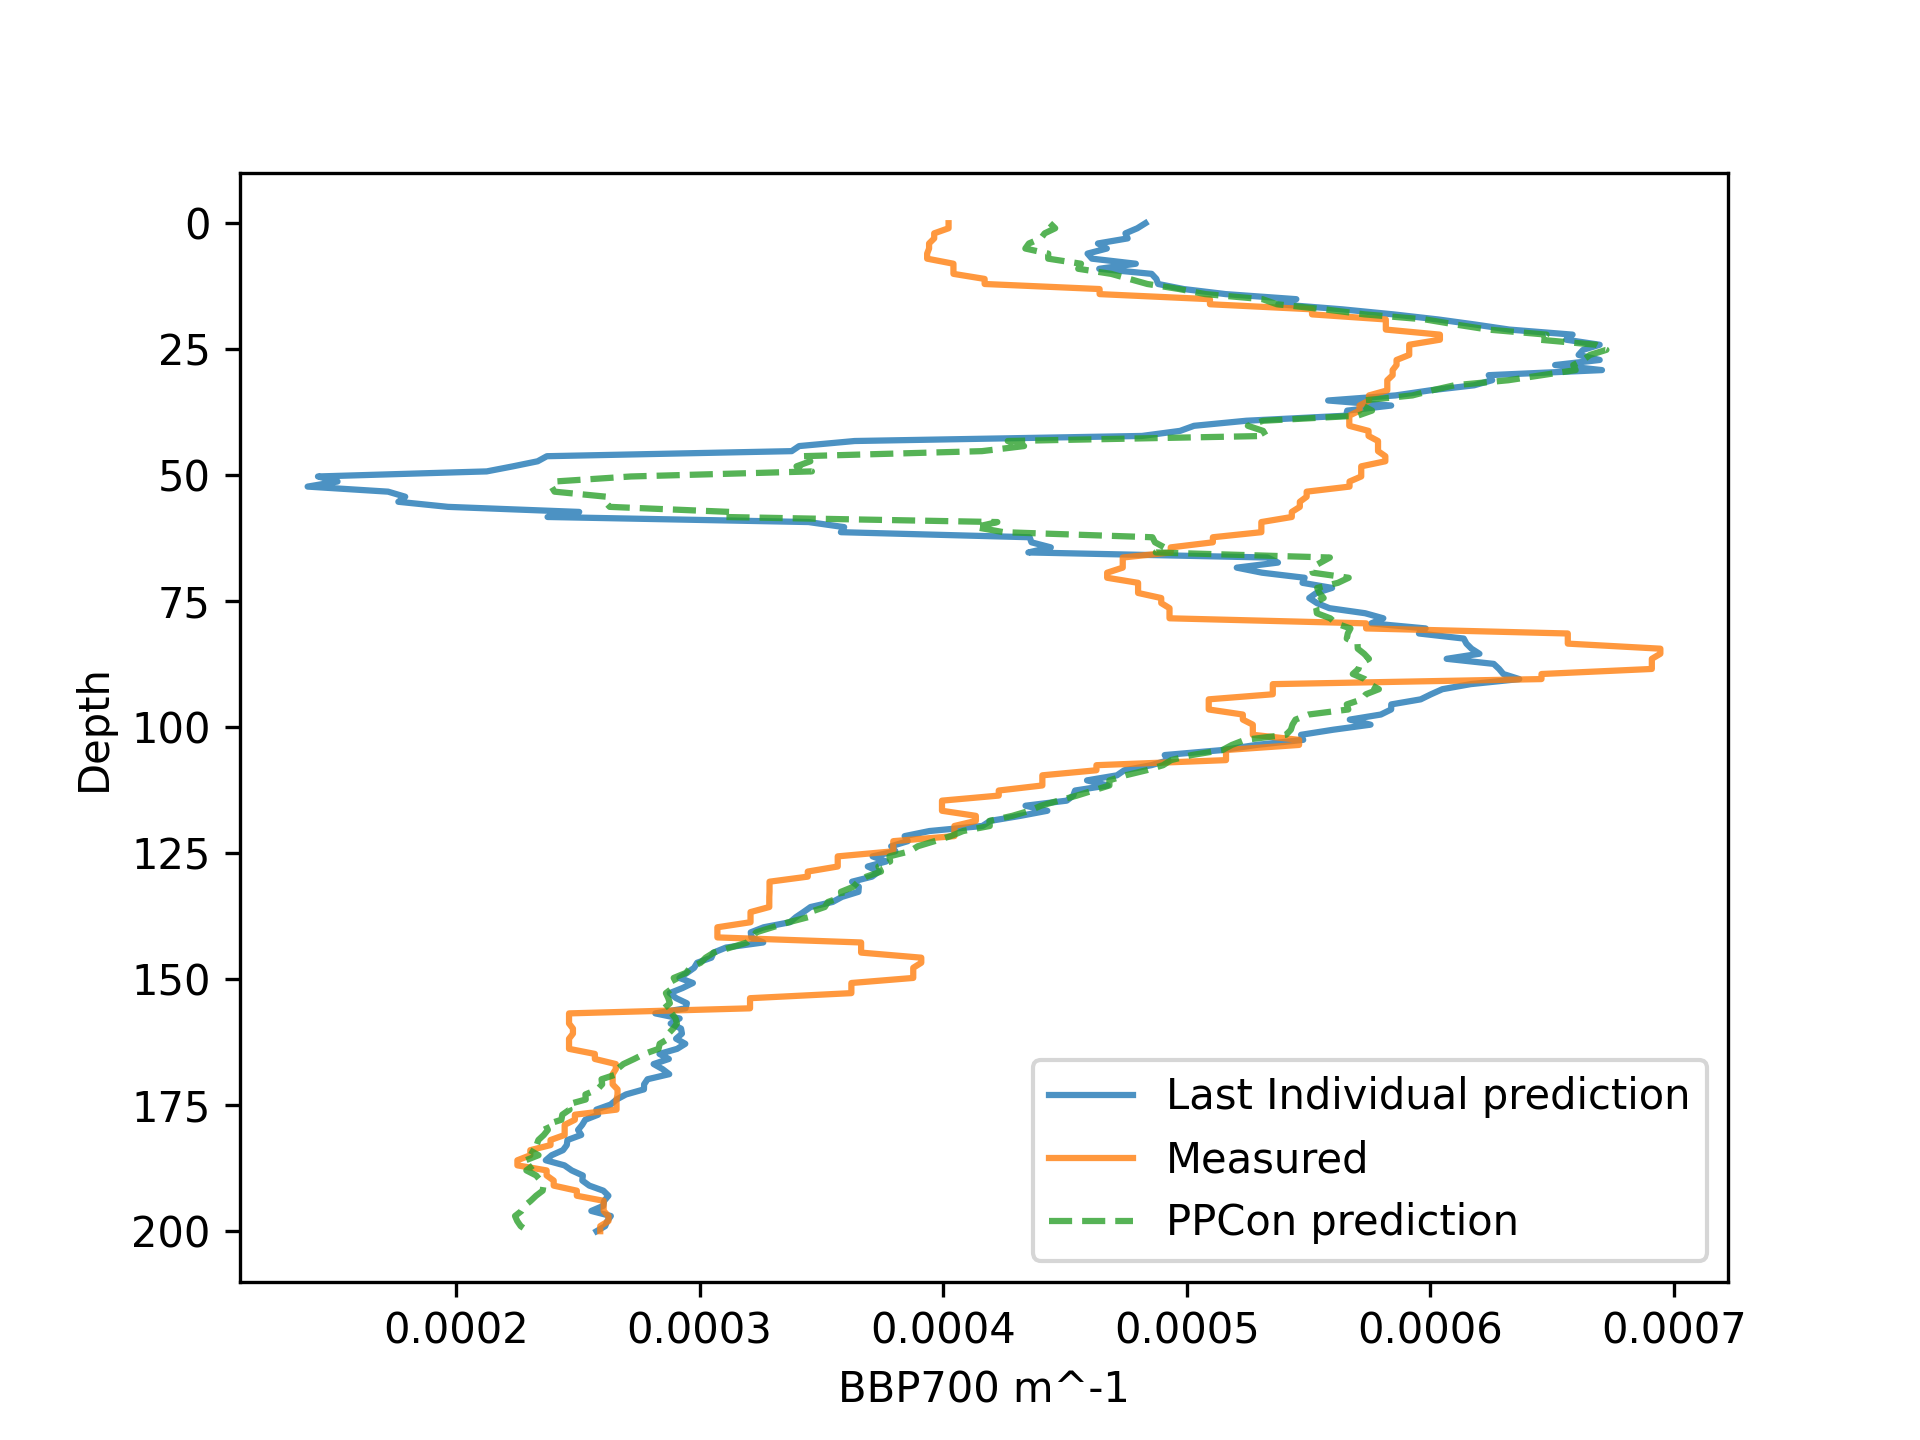 0
25
50
75
100
125
150
175
200
Depth
Last Individual prediction
Measured
PPCon prediction
0.0002 0.0003 0.0004 0.0005 0.0006 0.0007
BBP700 m^-1